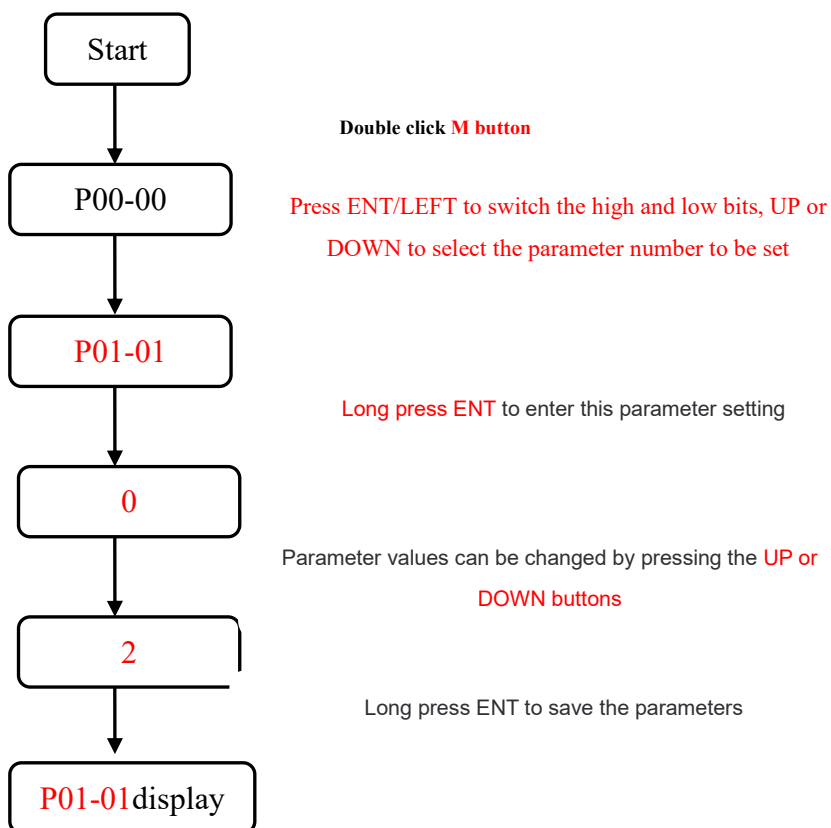 Start
Double click M button
P00-00
Press ENT/LEFT to switch the high and low bits, UP or
DOWN to select the parameter number to be set
P01-01
Long press ENT to enter this parameter setting
0
Parameter values can be changed by pressing the UP or
DOWN buttons
2
Long press ENT to save the parameters
P01-01display